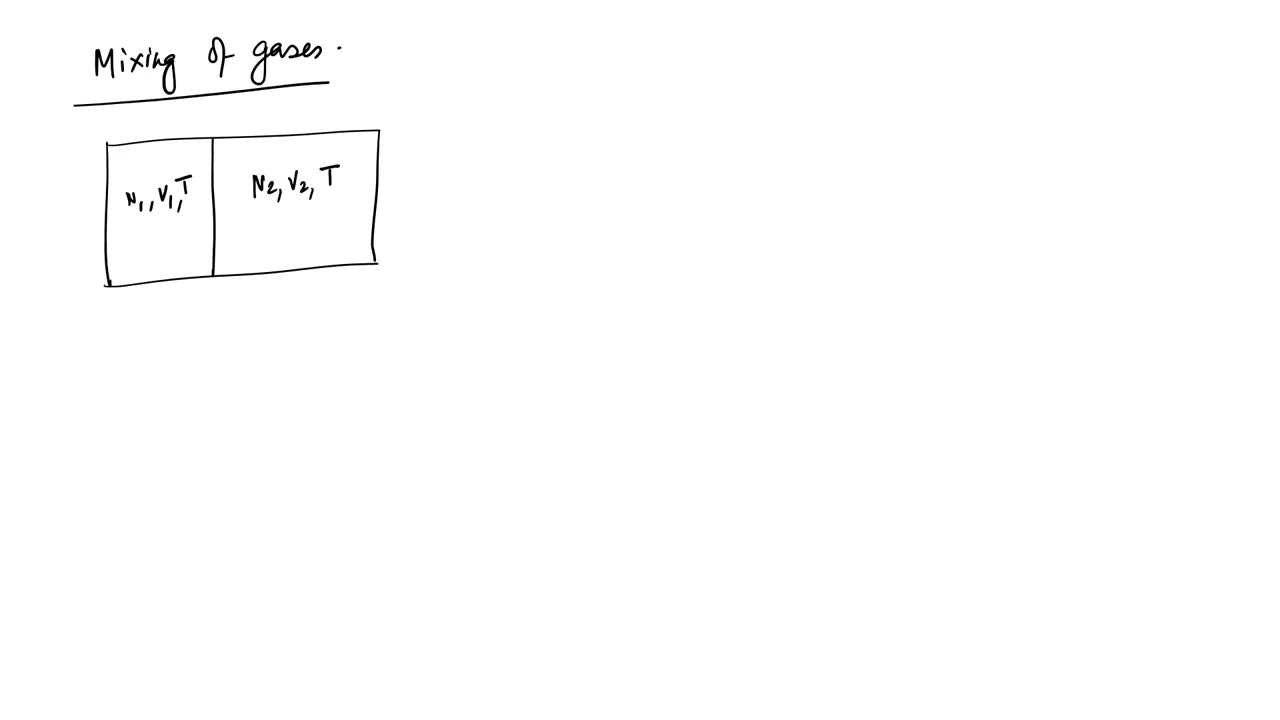 Mixing of gases.
N₁, V₁, T
N₂, V₂, T